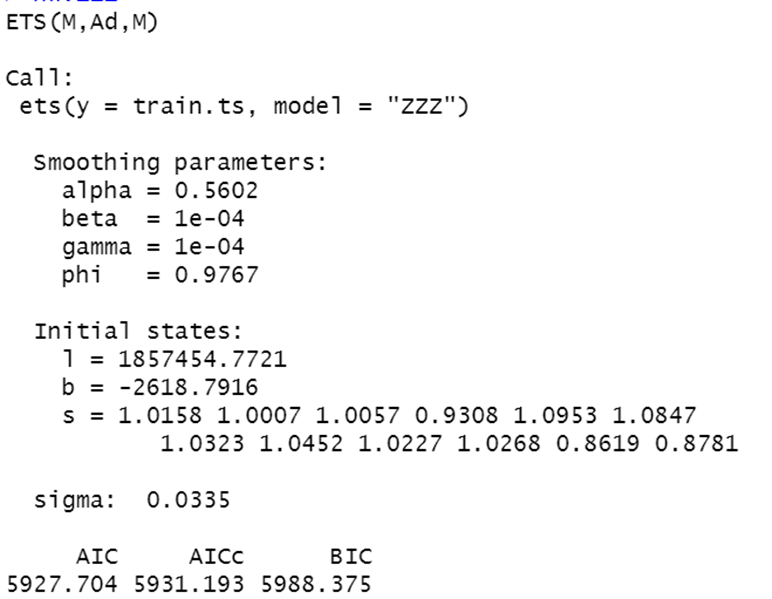 ETS(M,Ad,M)
Call:
ets(y = train.ts, model = "ZZZ")
Smoothing parameters:
alpha = 0.5602
beta = 1e-04
gamma = 1e-04
phi = 0.9767
Initial states:
l = 1857454.7721
b = -2618.7916
s = 1.0158 1.0007 1.0057 0.9308 1.0953 1.0847
1.0323 1.0452 1.0227 1.0268 0.8619 0.8781
sigma: 0.0335
AIC AICc BIC
5927.704 5931.193 5988.375